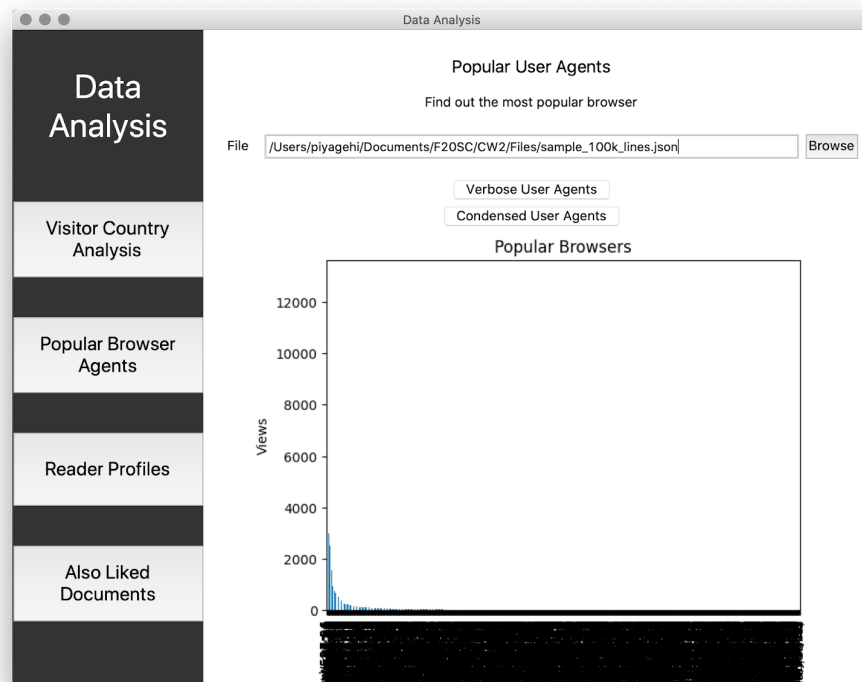 Data Analysis
Data
Analysis
Visitor Country
Analysis
Popular Browser
Agents
Reader Profiles
Also Liked
Documents
Popular User Agents
Find out the most popular browser
File /Users/piyagehi/Documents/F20SC/CW2/Files/sample_100k_lines.json Browse
Verbose User Agents
Condensed User Agents
Popular Browsers
Views
12000
10000
8000
6000
4000
2000
0